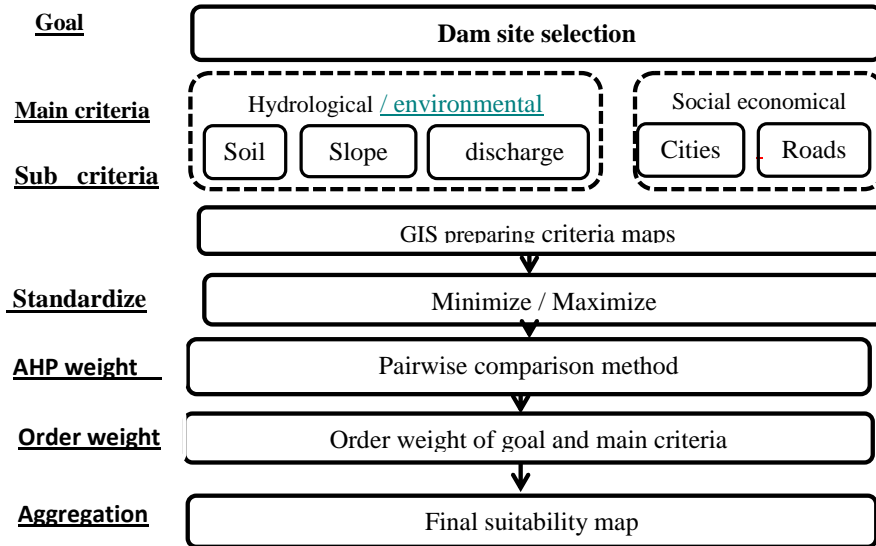 Goal
Dam site selection
Main criteria
Hydrological / environmental
Social economical
Sub criteria
Soil
Slope
discharge
Cities
Roads
GIS preparing criteria maps
Standardize
Minimize / Maximize
AHP weight
Pairwise comparison method
Order weight
Order weight of goal and main criteria
Aggregation
Final suitability map